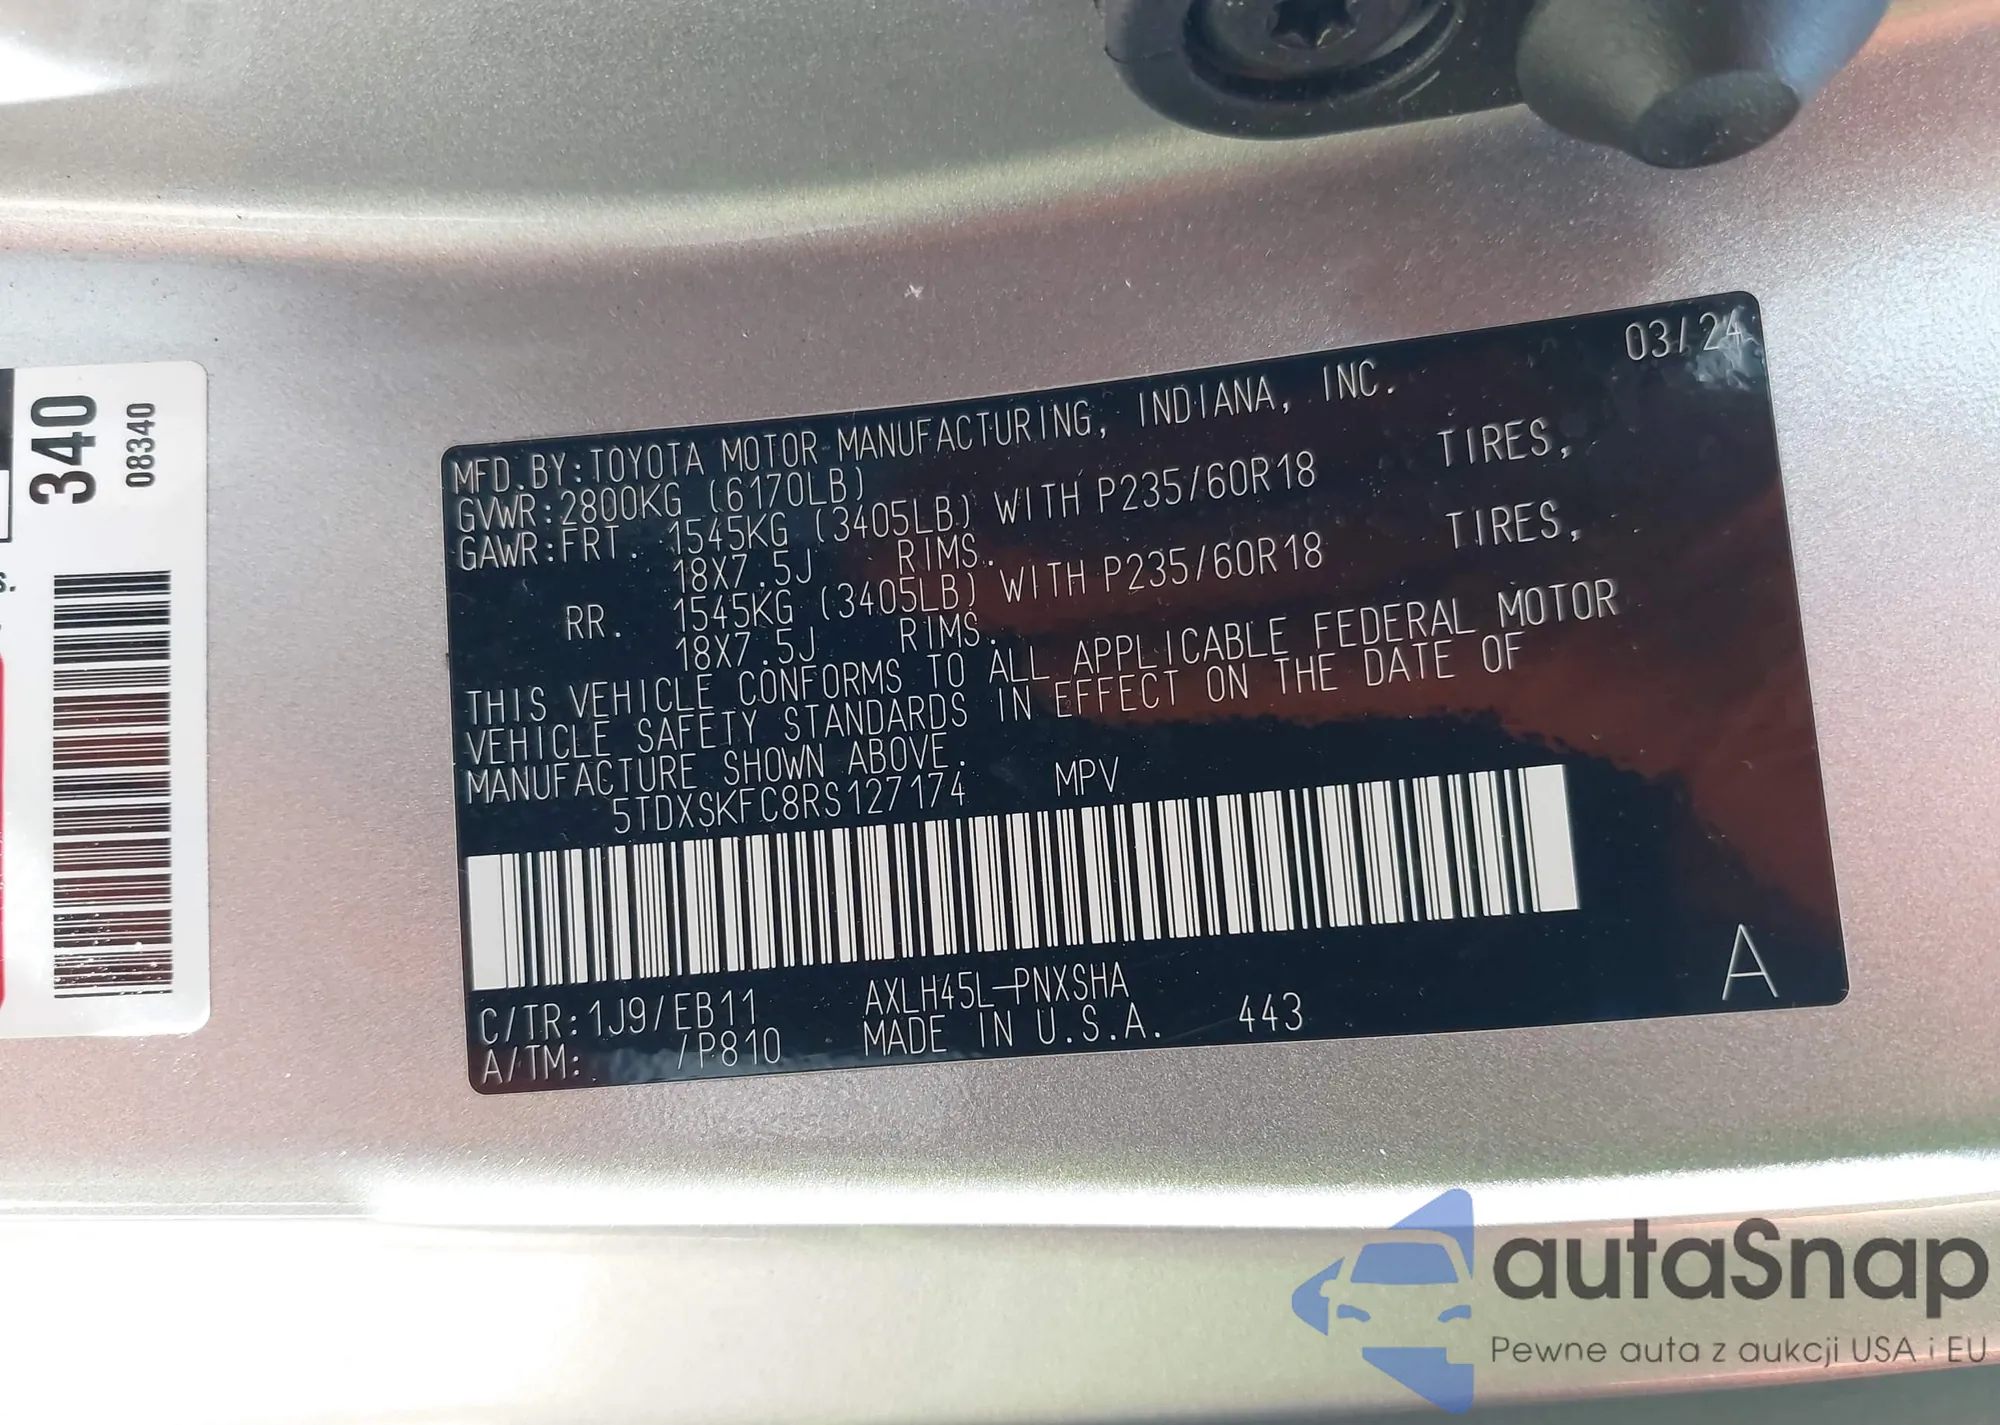 340
08340
S.
03/24
MFD.BY:TOYOTA MOTOR MANUFACTURING, INDIANA, INC.
GVWR:2800KG (6170LB)
GAWR:FRT. 1545KG (3405LB) WITH P235/60R18 TIRES,
18X7.5J RIMS.
RR. 1545KG (3405LB) WITH P235/60R18 TIRES,
18X7.5J RIMS.
THIS VEHICLE CONFORMS TO ALL APPLICABLE FEDERAL MOTOR
VEHICLE SAFETY STANDARDS IN EFFECT ON THE DATE OF
MANUFACTURE SHOWN ABOVE.
5TDXSKFC8RS127174 MPV
A
C/TR:1J9/EB11 AXLH45L-PNXSHA
A/TM: /P810 MADE IN U.S.A. 443
autaSnap
Pewne auta z aukcji USA i EU